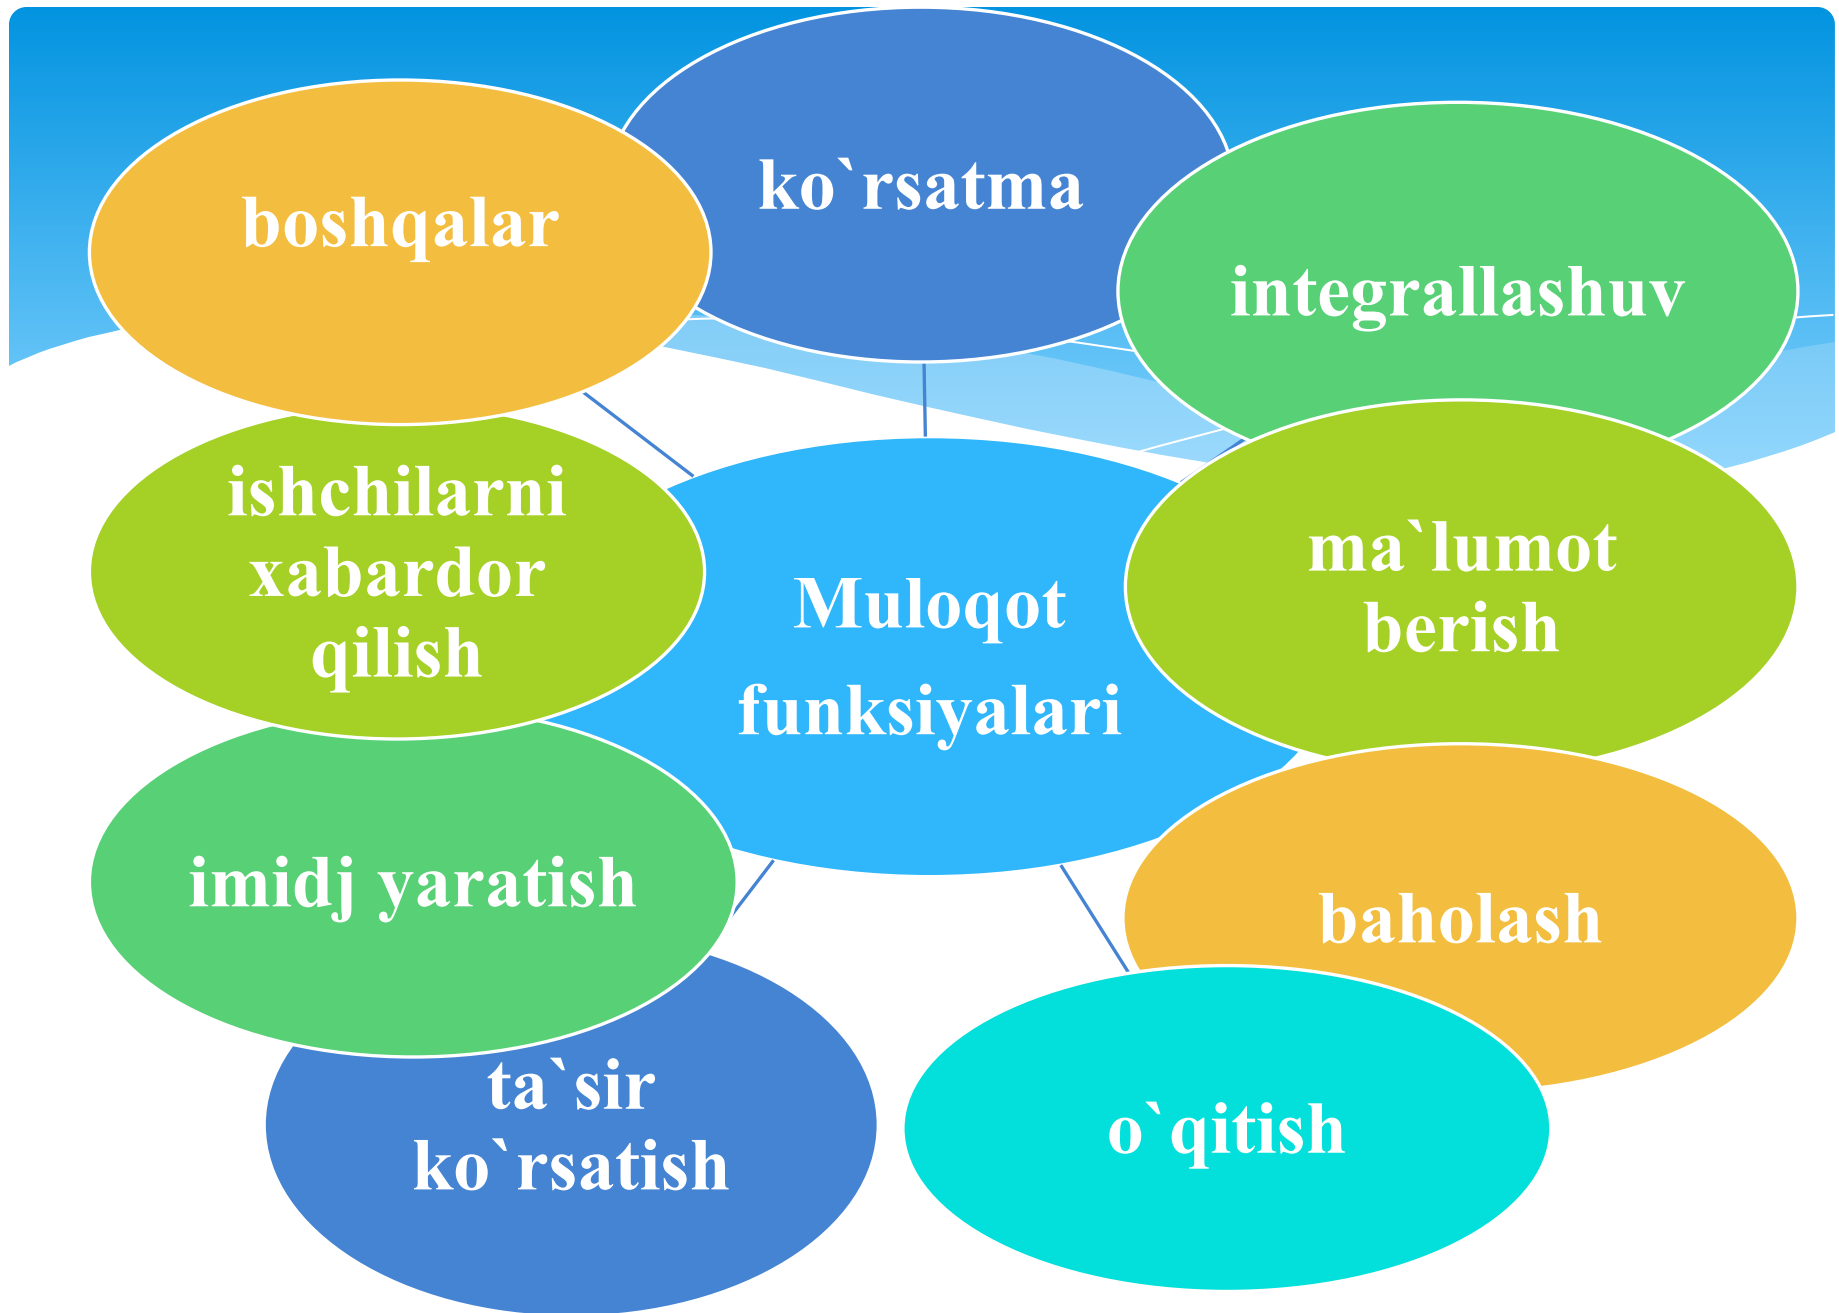 ko`rsatma
boshqalar
integrallashuv
ishchilarni
xabardor
qilish
ma`lumot
berish
Muloqot
funksiyalari
imidj yaratish
baholash
ta`sir
ko`rsatish
o`qitish